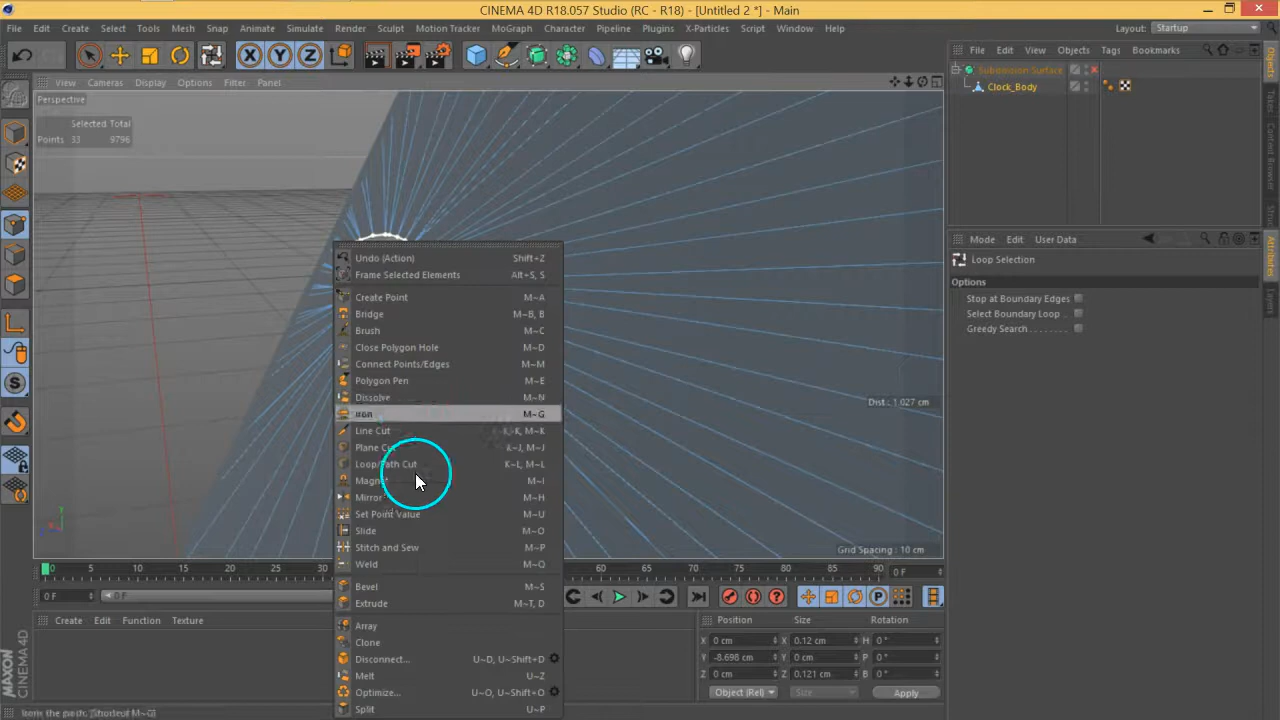 CINEMA 4D R18.057 Studio (RC - R18) - [Untitled 2 *] - Main
File Edit Create Select Tools Mesh Snap Animate Simulate Render Sculpt Motion Tracker MoGraph Character Pipeline Plugins X-Particles Script Window Help Layout: Startup
X Y Z
File Edit View Objects Tags Bookmarks
View Cameras Display Options Filter Panel
Subdivision Surface
Clock_Body
Perspective
Selected Total
Points 33 9796
Undo (Action) Shift+Z
Frame Selected Elements Alt+S, S
Create Point M~A
Bridge M~B, B
Brush M~C
Close Polygon Hole M~D
Connect Points/Edges M~M
Polygon Pen M~E
Dissolve M~N
Iron M~G
Line Cut K~K, M~K
Plane Cut K~J, M~J
Loop/Path Cut K~L, M~L
Magnet M~I
Mirror M~H
Set Point Value M~U
Slide M~O
Stitch and Sew M~P
Weld M~Q
Bevel M~S
Extrude M~T, D
Array
Clone
Disconnect... U~D, U~Shift+D
Melt U~Z
Optimize... U~O, U~Shift+O
Split U~P
Mode Edit User Data
Loop Selection
Options
Stop at Boundary Edges
Select Boundary Loop
Greedy Search
Objects
Takes
Content Browser
Attributes
Layers
Dist : 1.027 cm
Grid Spacing : 10 cm
0 5 10 15 20 25 30 60 65 70 75 80 85 90 0 F
0 F 0 F
Create Edit Function Texture
Position Size Rotation
X 0 cm X 0.12 cm H 0 °
Y -8.698 cm Y 0 cm P 0 °
Z 0 cm Z 0.121 cm B 0 °
Object (Rel) Size Apply
MAXON
CINEMA 4D